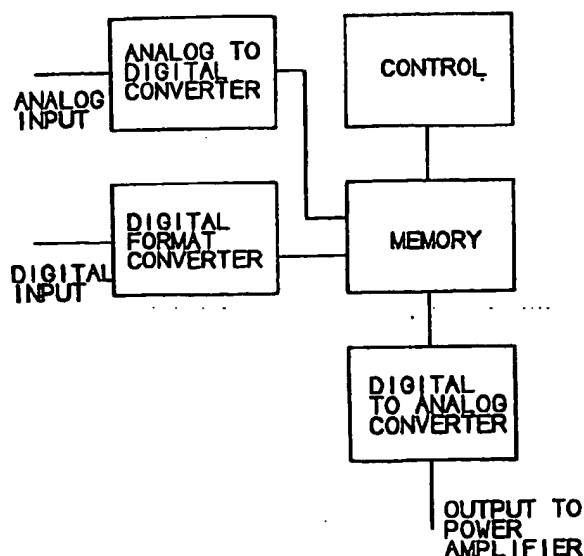 ANALOG TO
DIGITAL
CONVERTER
CONTROL
ANALOG
INPUT
DIGITAL
FORMAT
CONVERTER
MEMORY
DIGITAL
INPUT
DIGITAL
TO ANALOG
CONVERTER
OUTPUT TO
POWER
AMPLIFIER